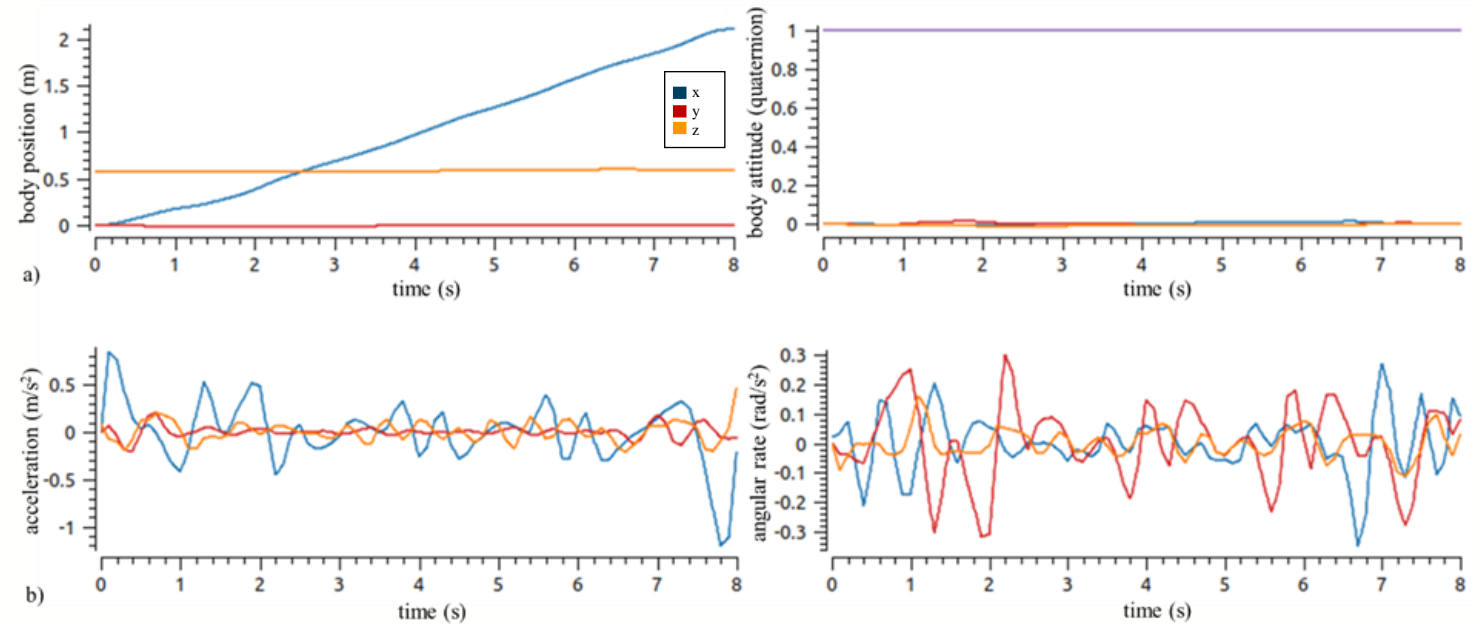 body position (m)
2
1.5
1
0.5
0
0 1 2 3 4 5 6 7 8
time (s)
x
y
z
body attitude (quaternion
1
0.8
0.6
0.4
0.2
0
0 1 2 3 4 5 6 7 8
time (s)
a)
acceleration (m/s²)
0.5
0
-0.5
-1
0 1 2 3 4 5 6 7 8
time (s)
angular rate (rad/s²)
0.3
0.2
0.1
0
-0.1
-0.2
-0.3
0 1 2 3 4 5 6 7 8
time (s)
b)